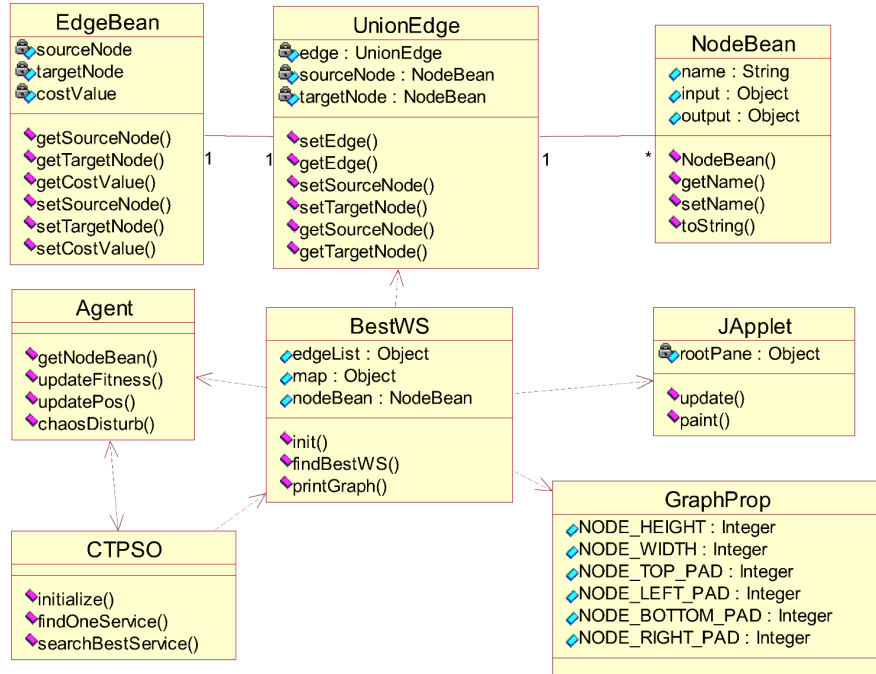 EdgeBean
sourceNode
targetNode
costValue
getSourceNode()
getTargetNode()
getCostValue()
setSourceNode()
setTargetNode()
setCostValue()
1
1
UnionEdge
edge : UnionEdge
sourceNode : NodeBean
targetNode : NodeBean
setEdge()
getEdge()
setSourceNode()
setTargetNode()
getSourceNode()
getTargetNode()
1
*
NodeBean
name : String
input : Object
output : Object
NodeBean()
getName()
setName()
toString()
Agent
getNodeBean()
updateFitness()
updatePos()
chaosDisturb()
BestWS
edgeList : Object
map : Object
nodeBean : NodeBean
init()
findBestWS()
printGraph()
JApplet
rootPane : Object
update()
paint()
CTPSO
initialize()
findOneService()
searchBestService()
GraphProp
NODE_HEIGHT : Integer
NODE_WIDTH : Integer
NODE_TOP_PAD : Integer
NODE_LEFT_PAD : Integer
NODE_BOTTOM_PAD : Integer
NODE_RIGHT_PAD : Integer